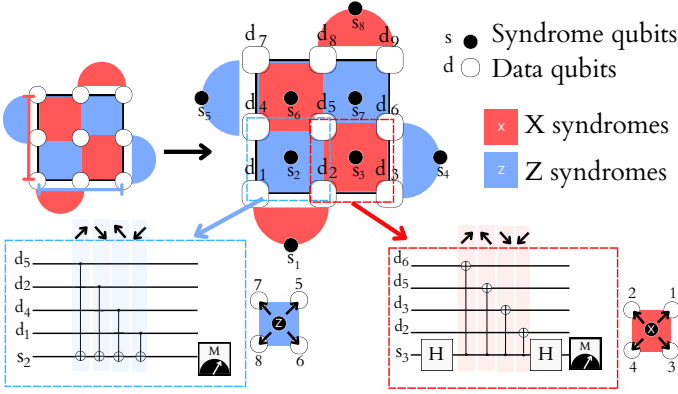 s8
d7 d8 d9
s Syndrome qubits
d Data qubits
s5 d4 s6 d5 s7 d6
X X syndromes
Z Z syndromes
d1 s2 d2 s3 d3 s4
s1
d5
d2
d4
d1
s2
M
7 5
Z
8 6
d6
d5
d3
d2
s3 H H
M
2 1
X
4 3